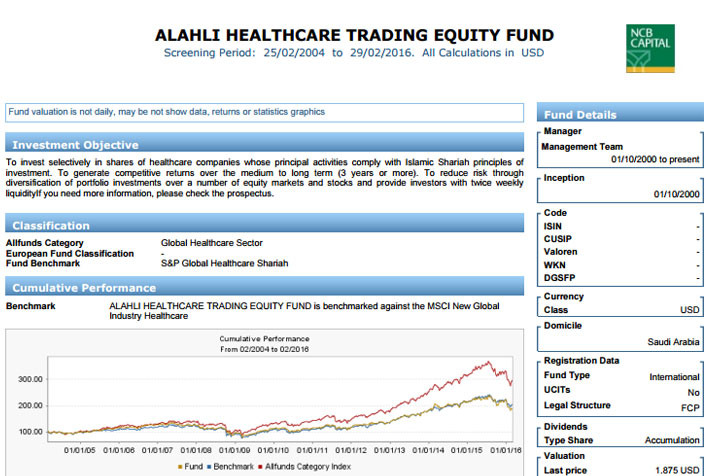 ALAHLI HEALTHCARE TRADING EQUITY FUND
Screening Period: 25/02/2004 to 29/02/2016. All Calculations in USD
NCB
CAPITAL
Fund valuation is not daily, may be not show data, returns or statistics graphics
Investment Objective
To invest selectively in shares of healthcare companies whose principal activities comply with Islamic Shariah principles of
investment. To generate competitive returns over the medium to long term (3 years or more). To reduce risk through
diversification of portfolio investments over a number of equity markets and stocks and provide investors with twice weekly
liquidityIf you need more information, please check the prospectus.
Classification
Allfunds Category Global Healthcare Sector
European Fund Classification -
Fund Benchmark S&P Global Healthcare Shariah
Cumulative Performance
Benchmark ALAHLI HEALTHCARE TRADING EQUITY FUND is benchmarked against the MSCI New Global
Industry Healthcare
Cumulative Performance
From 02/2004 to 02/2016
300.00
200.00
100.00
01/01/05 01/01/06 01/01/07 01/01/08 01/01/09 01/01/10 01/01/11 01/01/12 01/01/13 01/01/14 01/01/15 01/01/16
Fund Benchmark Allfunds Category Index
Fund Details
Manager
Management Team
01/10/2000 to present
Inception
01/10/2000
Code
ISIN -
CUSIP -
Valoren -
WKN -
DGSFP -
Currency
Class USD
Domicile
Saudi Arabia
Registration Data
Fund Type International
UCITs No
Legal Structure FCP
Dividends
Type Share Accumulation
Valuation
Last price 1.875 USD